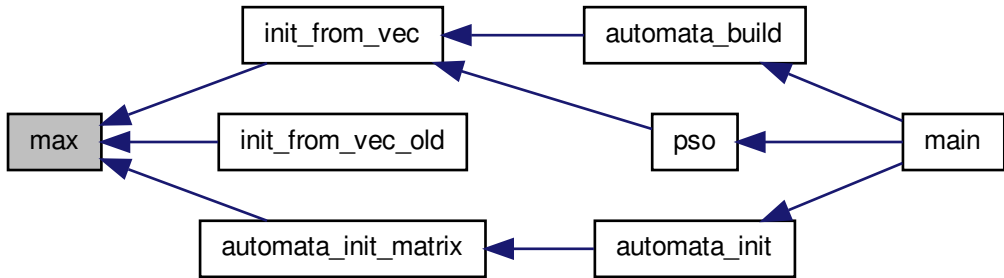 init_from_vec
automata_build
max
init_from_vec_old
pso
main
automata_init_matrix
automata_init